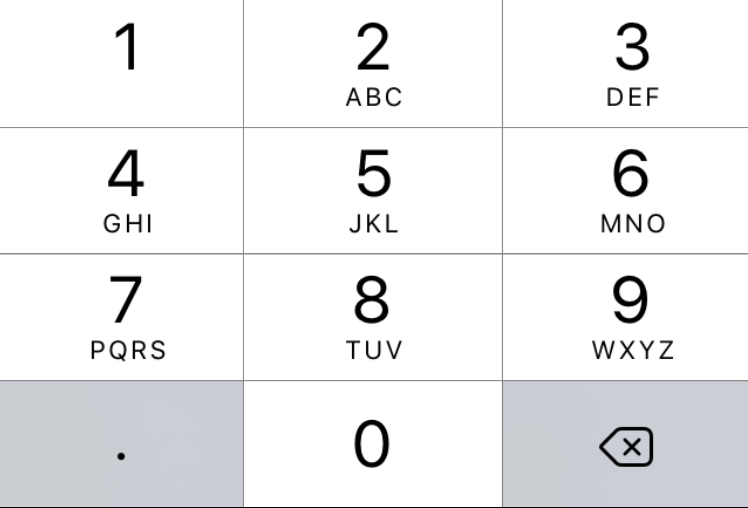 1 2 3
ABC DEF
4 5 6
GHI JKL MNO
7 8 9
PQRS TUV WXYZ
. 0